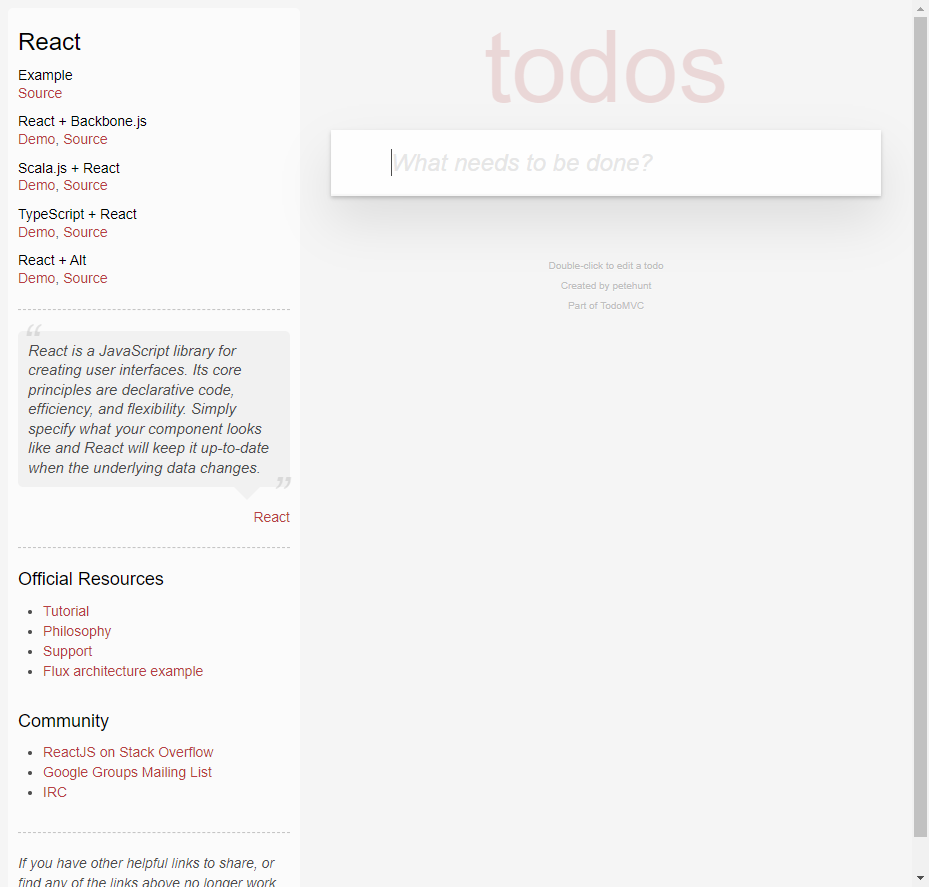 React
Example
Source
React + Backbone.js
Demo, Source
Scala.js + React
Demo, Source
TypeScript + React
Demo, Source
React + Alt
Demo, Source
“
React is a JavaScript library for
creating user interfaces. Its core
principles are declarative code,
efficiency, and flexibility. Simply
specify what your component looks
like and React will keep it up-to-date
when the underlying data changes.
”
React
Official Resources
• Tutorial
• Philosophy
• Support
• Flux architecture example
Community
• ReactJS on Stack Overflow
• Google Groups Mailing List
• IRC
If you have other helpful links to share, or
find any of the links above no longer work
todos
What needs to be done?
Double-click to edit a todo
Created by petehunt
Part of TodoMVC